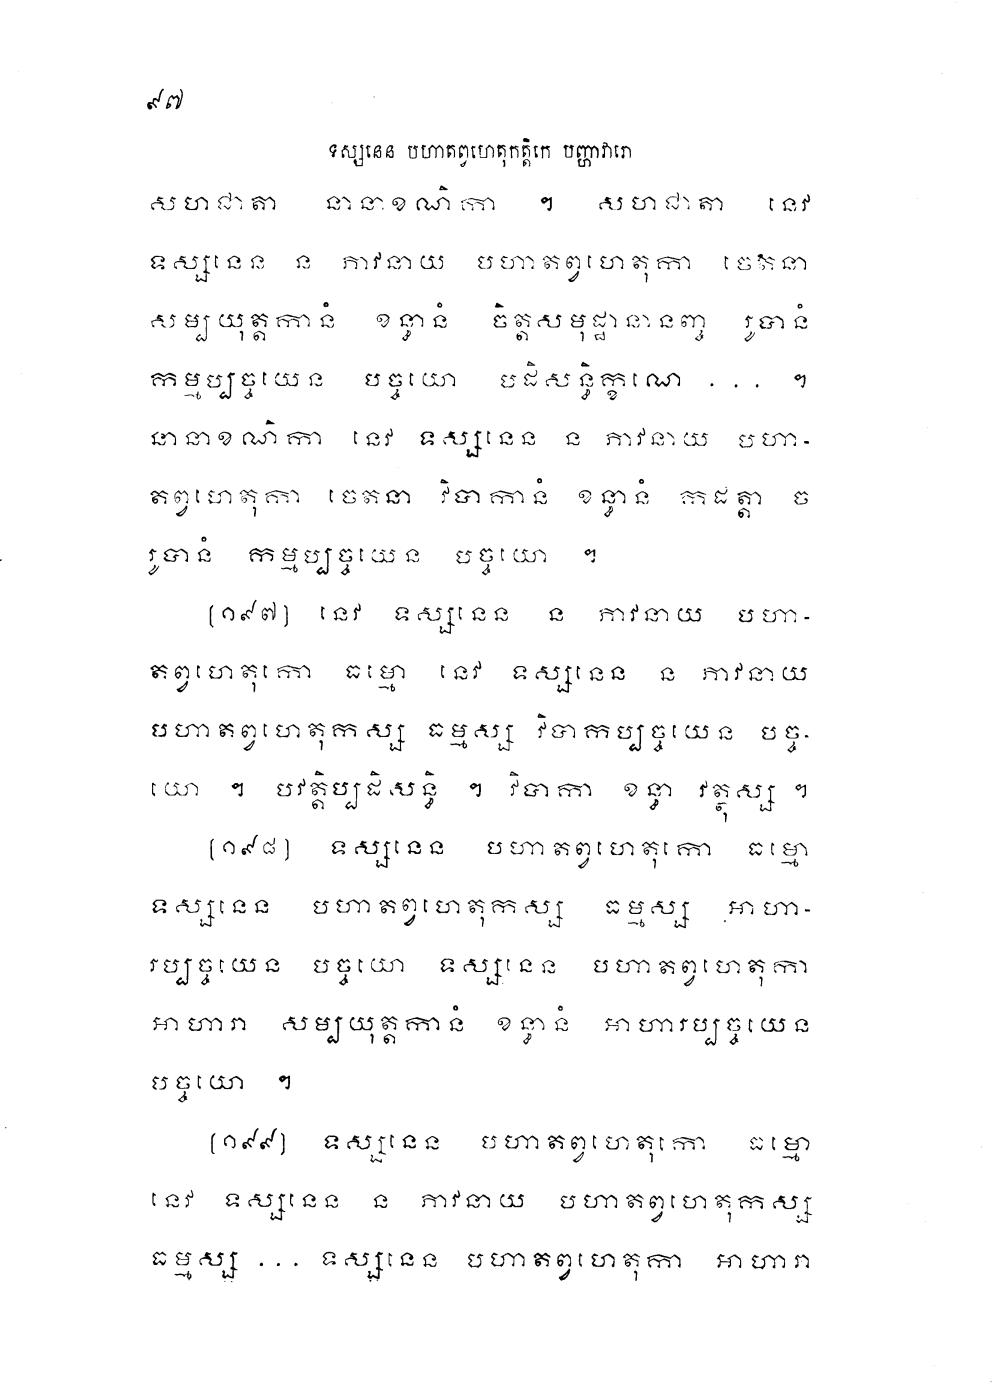 ៩៧
ទស្សនេន បហាតព្វហេតុកត្តិកេ បញ្ហាវារោ
សហជាតា នានាខណិកា ។ សហជាតា នេវ
ទស្សនេន ន ភាវនាយ បហាតព្វហេតុកា ចេតនា
សម្បយុត្តកានំ ខន្ធានំ ចិត្តសមុដ្ឋានានញ្ច រូបានំ
កម្មប្បច្ចយេន បច្ចយោ បដិសន្ធិក្ខណេ . . . ។
នានាខណិកា នេវ ទស្សនេន ន ភាវនាយ បហា-
តព្វហេតុកា ចេតនា វិបាកានំ ខន្ធានំ កដត្តា ច
រូបានំ កម្មប្បច្ចយេន បច្ចយោ ។
[១៩៧] នេវ ទស្សនេន ន ភាវនាយ បហា-
តព្វហេតុកោ ធម្មោ នេវ ទស្សនេន ន ភាវនាយ
បហាតព្វហេតុកស្ស ធម្មស្ស វិបាកប្បច្ចយេន បច្ច-
យោ ។ បវត្តិប្បដិសន្ធិ ។ វិបាកា ខន្ធា វត្ថុស្ស ។
[១៩៨] ទស្សនេន បហាតព្វហេតុកោ ធម្មោ
ទស្សនេន បហាតព្វហេតុកស្ស ធម្មស្ស អាហា-
រប្បច្ចយេន បច្ចយោ ទស្សនេន បហាតព្វហេតុកា
អាហារា សម្បយុត្តកានំ ខន្ធានំ អាហារប្បច្ចយេន
បច្ចយោ ។
[១៩៩] ទស្សនេន បហាតព្វហេតុកោ ធម្មោ
នេវ ទស្សនេន ន ភាវនាយ បហាតព្វហេតុកស្ស
ធម្មស្ស ... ទស្សនេន បហាតព្វហេតុកា អាហារា